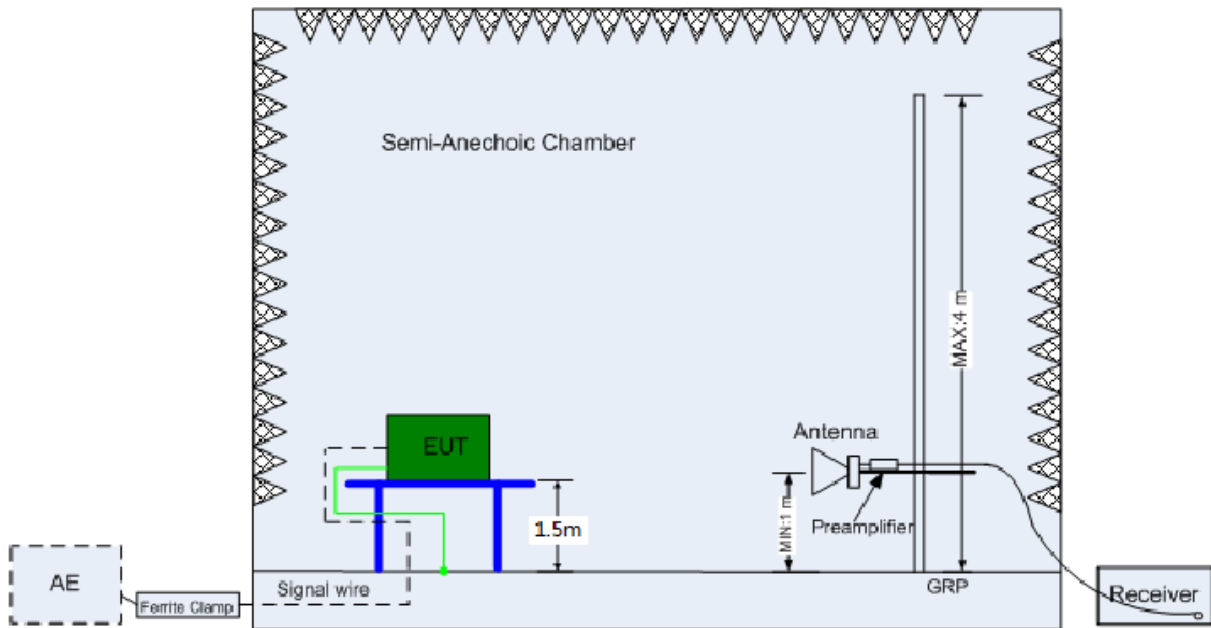 Semi-Anechoic Chamber
MAX:4 m
EUT
Antenna
1.5m
MIN:1 m
Preamplifier
AE
Ferrite Clamp
Signal wire
GRP
Receiver